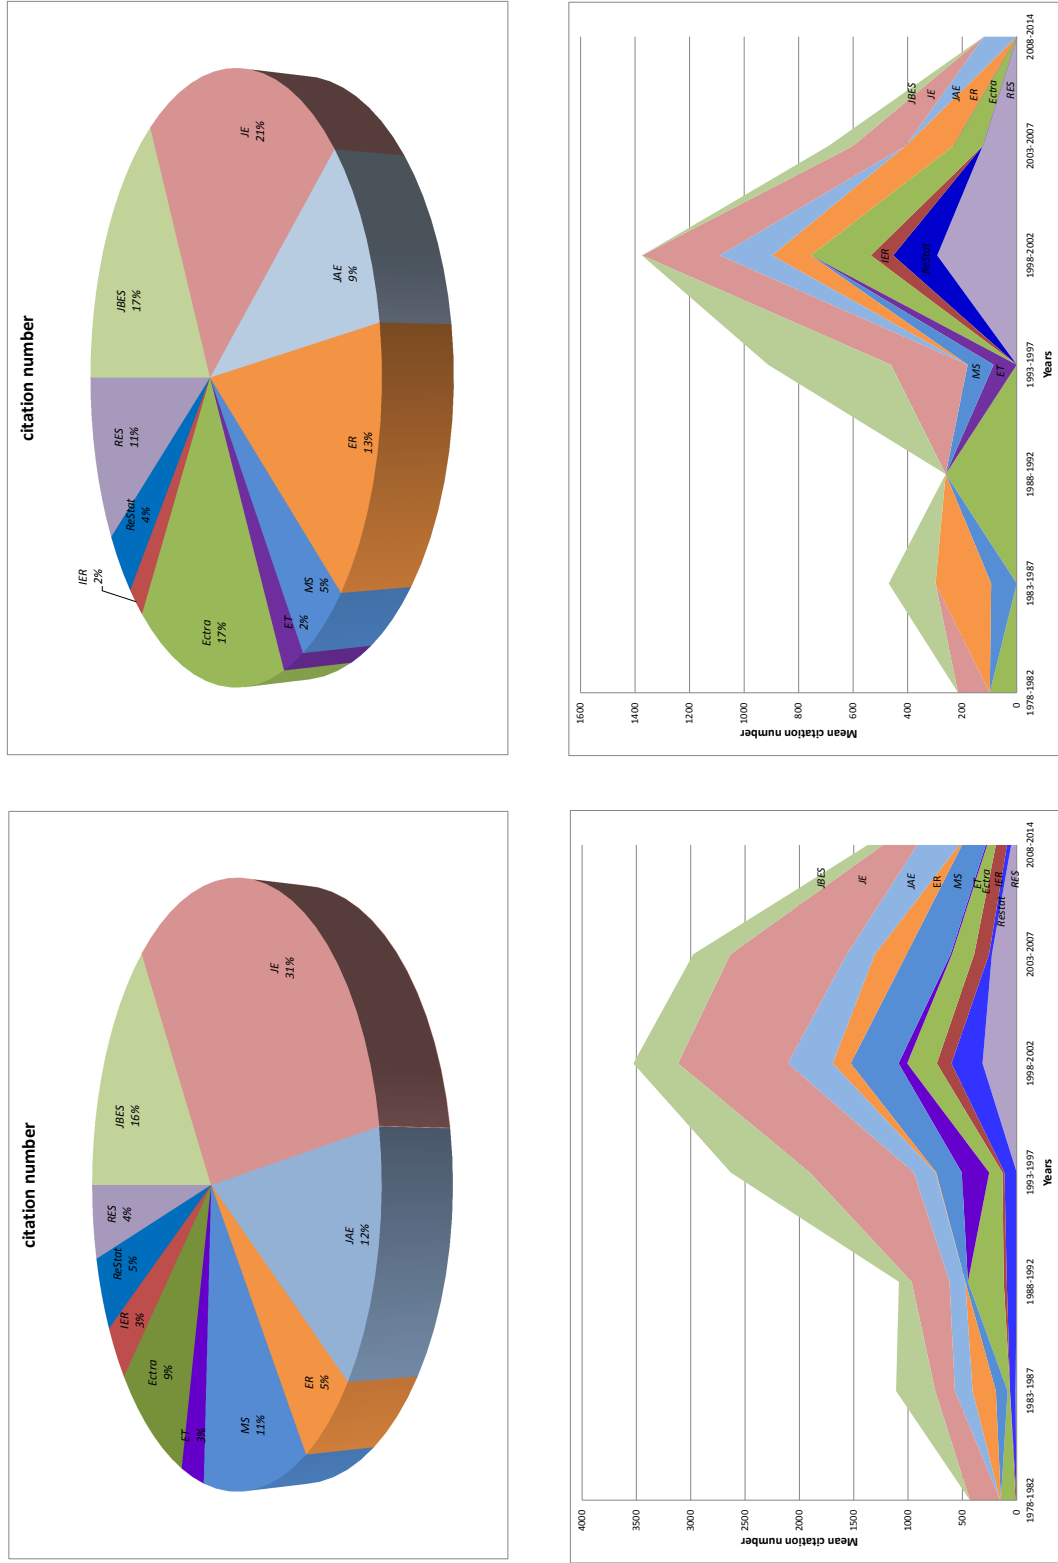 citation number
RES
4%
JBES
16%
ReStat
5%
IER
3%
Ectra
9%
ET
3%
MS
11%
JE
31%
ER
5%
JAE
12%
citation number
RES
11%
JBES
17%
IER
2%
ReStat
4%
Ectra
17%
JE
21%
ET
2%
MS
5%
JAE
9%
ER
13%
4000
3500
3000
2500
2000
1500
1000
500
0
Mean citation number
JBES
JE
JAE
ER
MS
ET
Ectra
IER
Restat
RES
1978-1982
1983-1987
1988-1992
1993-1997
1998-2002
2003-2007
2008-2014
Years
1600
1400
1200
1000
800
600
400
200
0
Mean citation number
JBES
JE
JAE
ER
Ectra
RES
IER
ReStat
MS
ET
1978-1982
1983-1987
1988-1992
1993-1997
1998-2002
2003-2007
2008-2014
Years